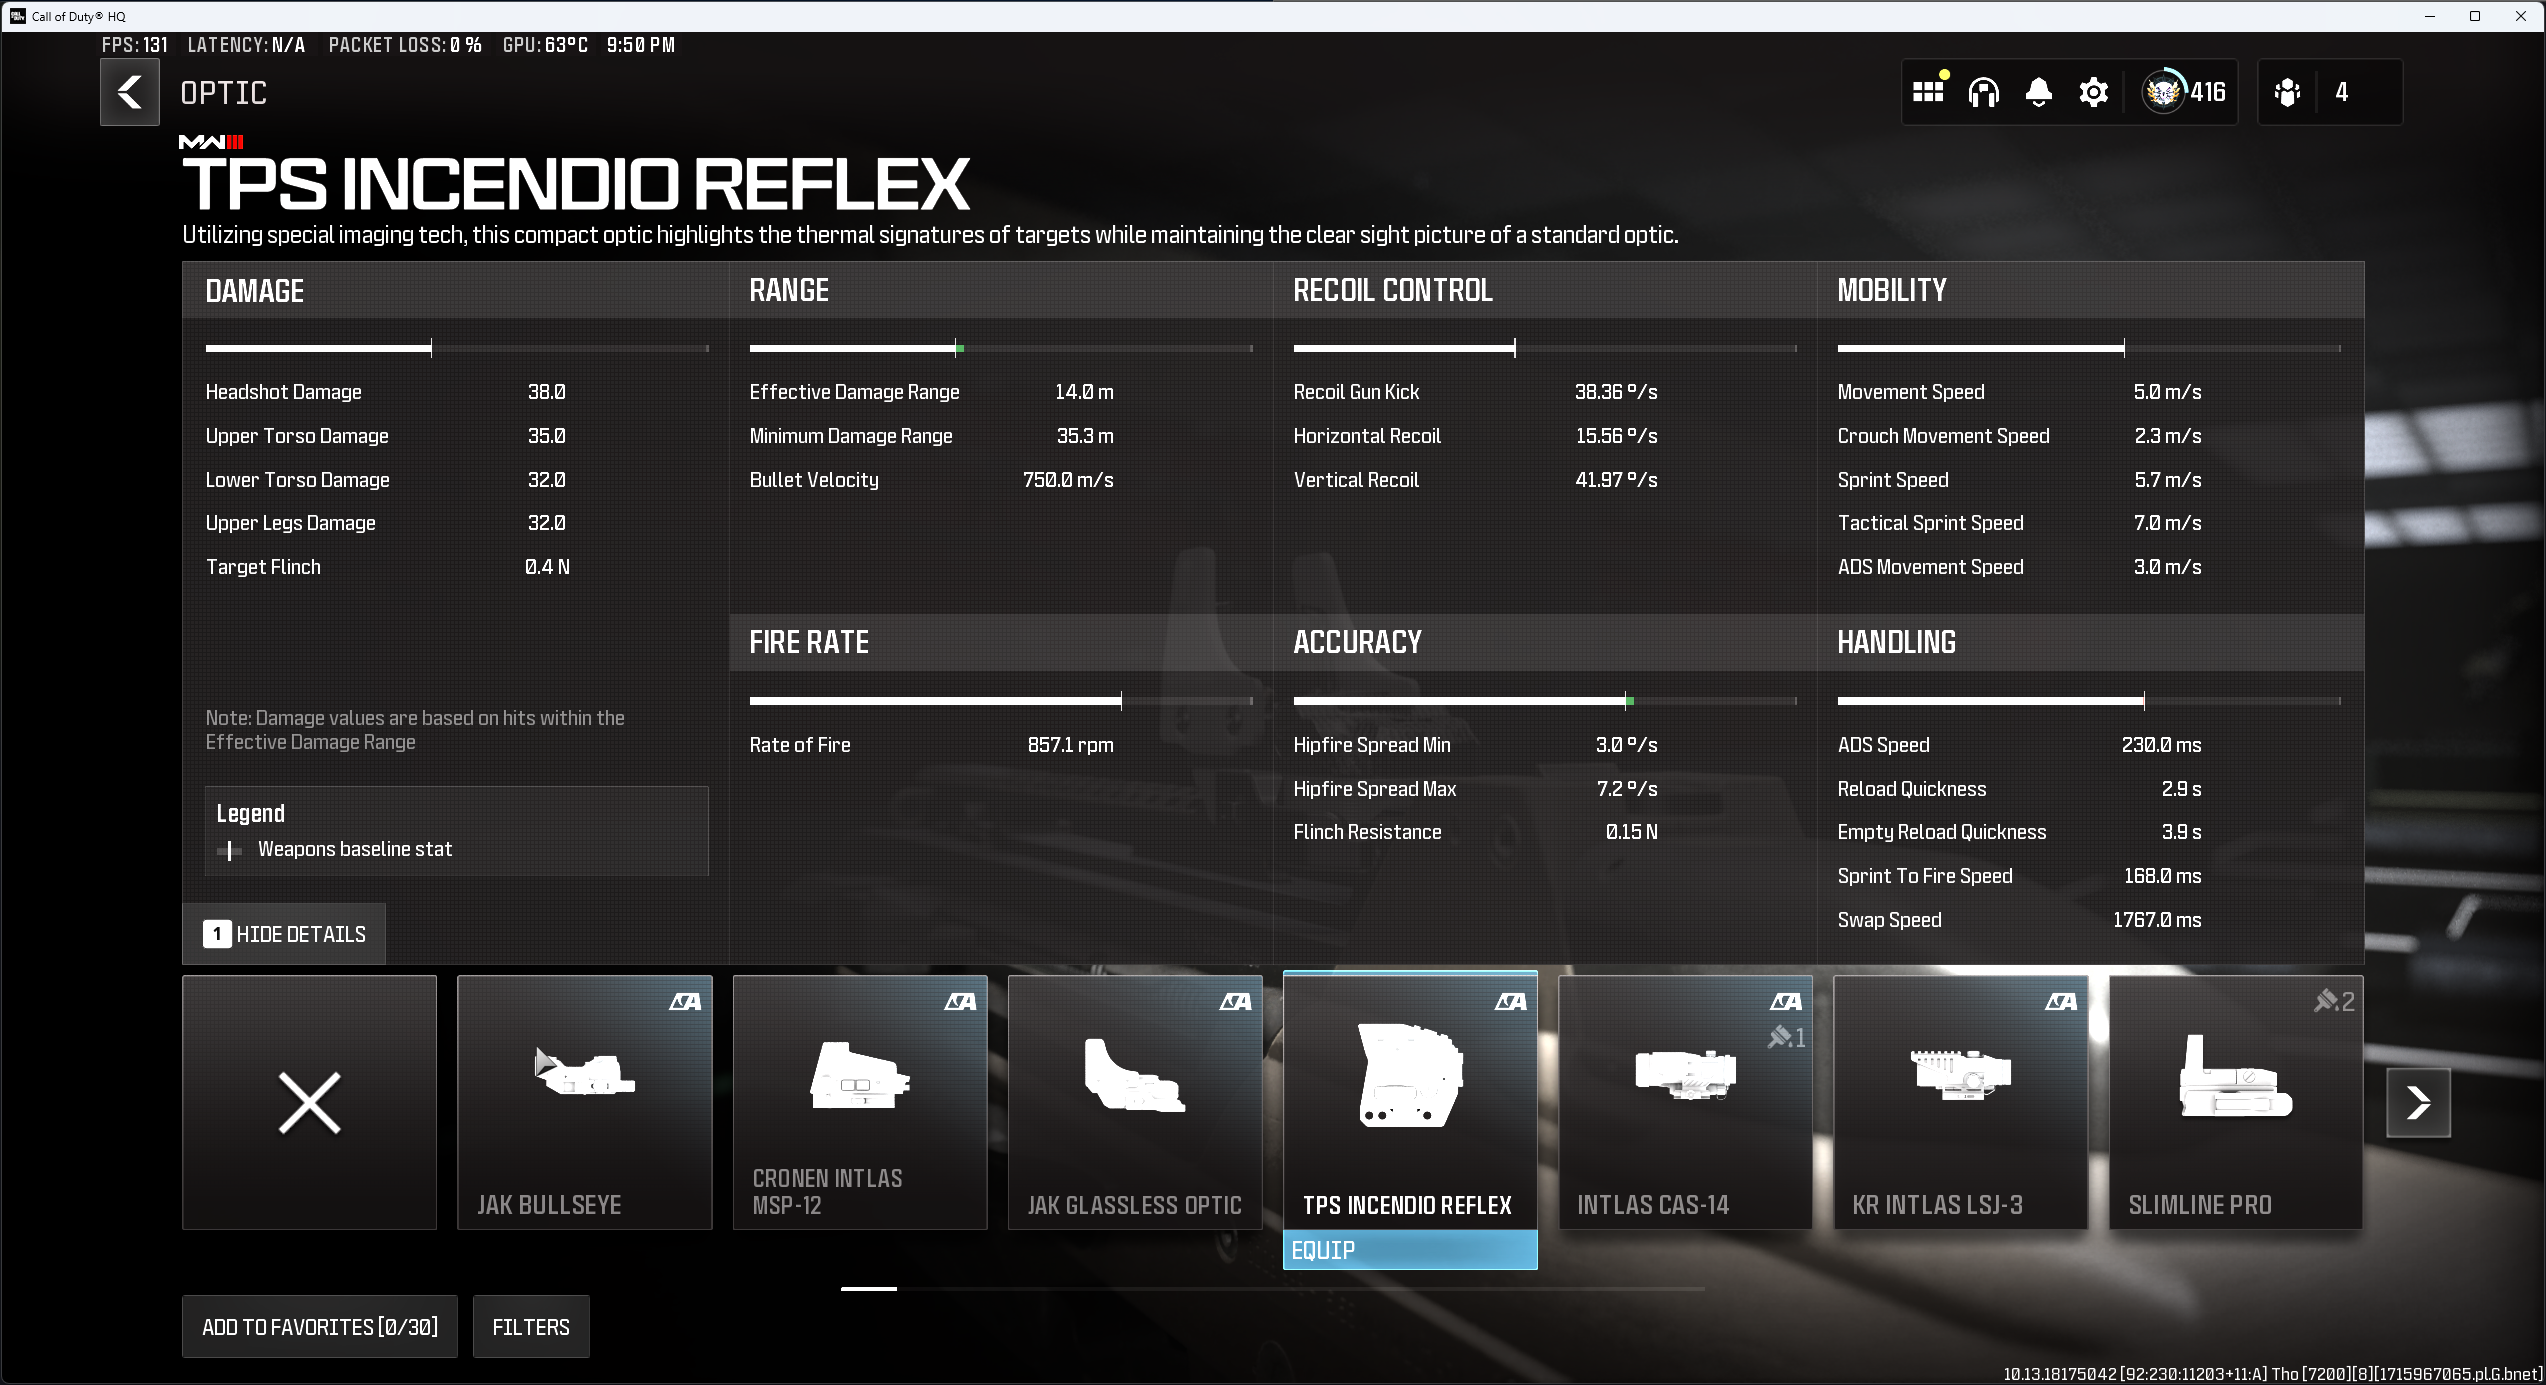 Call of Duty® HQ
FPS: 131 LATENCY: N/A PACKET LOSS: 0 % GPU: 63ºC 9:50 PM
OPTIC
416
4
MWIII
TPS INCENDIO REFLEX
Utilizing special imaging tech, this compact optic highlights the thermal signatures of targets while maintaining the clear sight picture of a standard optic.
DAMAGE
Headshot Damage 38.0
Upper Torso Damage 35.0
Lower Torso Damage 32.0
Upper Legs Damage 32.0
Target Flinch 0.4 N
Note: Damage values are based on hits within the
Effective Damage Range
Legend
Weapons baseline stat
1 HIDE DETAILS
RANGE
Effective Damage Range 14.0 m
Minimum Damage Range 35.3 m
Bullet Velocity 750.0 m/s
FIRE RATE
Rate of Fire 857.1 rpm
RECOIL CONTROL
Recoil Gun Kick 38.36 º/s
Horizontal Recoil 15.56 º/s
Vertical Recoil 41.97 º/s
ACCURACY
Hipfire Spread Min 3.0 º/s
Hipfire Spread Max 7.2 º/s
Flinch Resistance 0.15 N
MOBILITY
Movement Speed 5.0 m/s
Crouch Movement Speed 2.3 m/s
Sprint Speed 5.7 m/s
Tactical Sprint Speed 7.0 m/s
ADS Movement Speed 3.0 m/s
HANDLING
ADS Speed 230.0 ms
Reload Quickness 2.9 s
Empty Reload Quickness 3.9 s
Sprint To Fire Speed 168.0 ms
Swap Speed 1767.0 ms
JAK BULLSEYE
CRONEN INTLAS
MSP-12
JAK GLASSLESS OPTIC
TPS INCENDIO REFLEX
EQUIP
1
INTLAS CAS-14
KR INTLAS LSJ-3
2
SLIMLINE PRO
ADD TO FAVORITES [0/30]
FILTERS
10.13.18175042 [92:230:11203+11:A] Tho [7200][8][1715967065.pl.G.bnet]